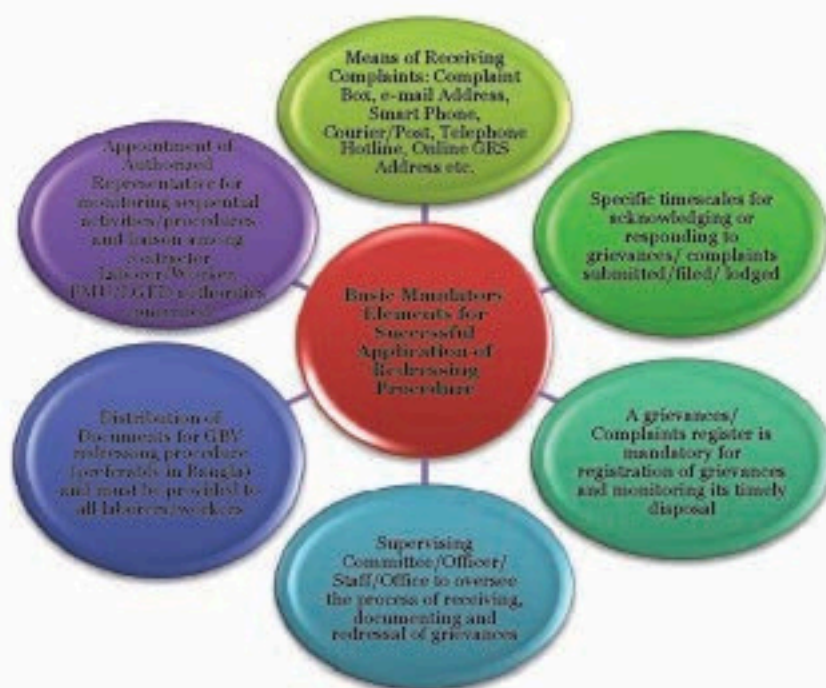 Means of Receiving
Complaints: Complaint
Box, e-mail Address,
Smart Phone,
Courier/Post, Telephone
Hotline, Online GRS
Address etc.
Specific timescales for
acknowledging or
responding to
grievances/ complaints
submitted/filed/ lodged
A grievances/
Complaints register is
mandatory for
registration of grievances
and monitoring its timely
disposal
Supervising
Committee/Officer/
Staff/Office to oversee
the process of receiving,
documenting and
redressal of grievances
Distribution of
Documents for GBV
redressing procedure
(preferably in Bangla)
and must be provided to
all laborers/workers
Appointment of
Authorized
Representative for
monitoring sequential
activities/procedures
and liaison among
contractor
Laborer/Worker
PMU/LGED authorities
concerned
Basic Mandatory
Elements for
Successful
Application of
Redressing
Procedure